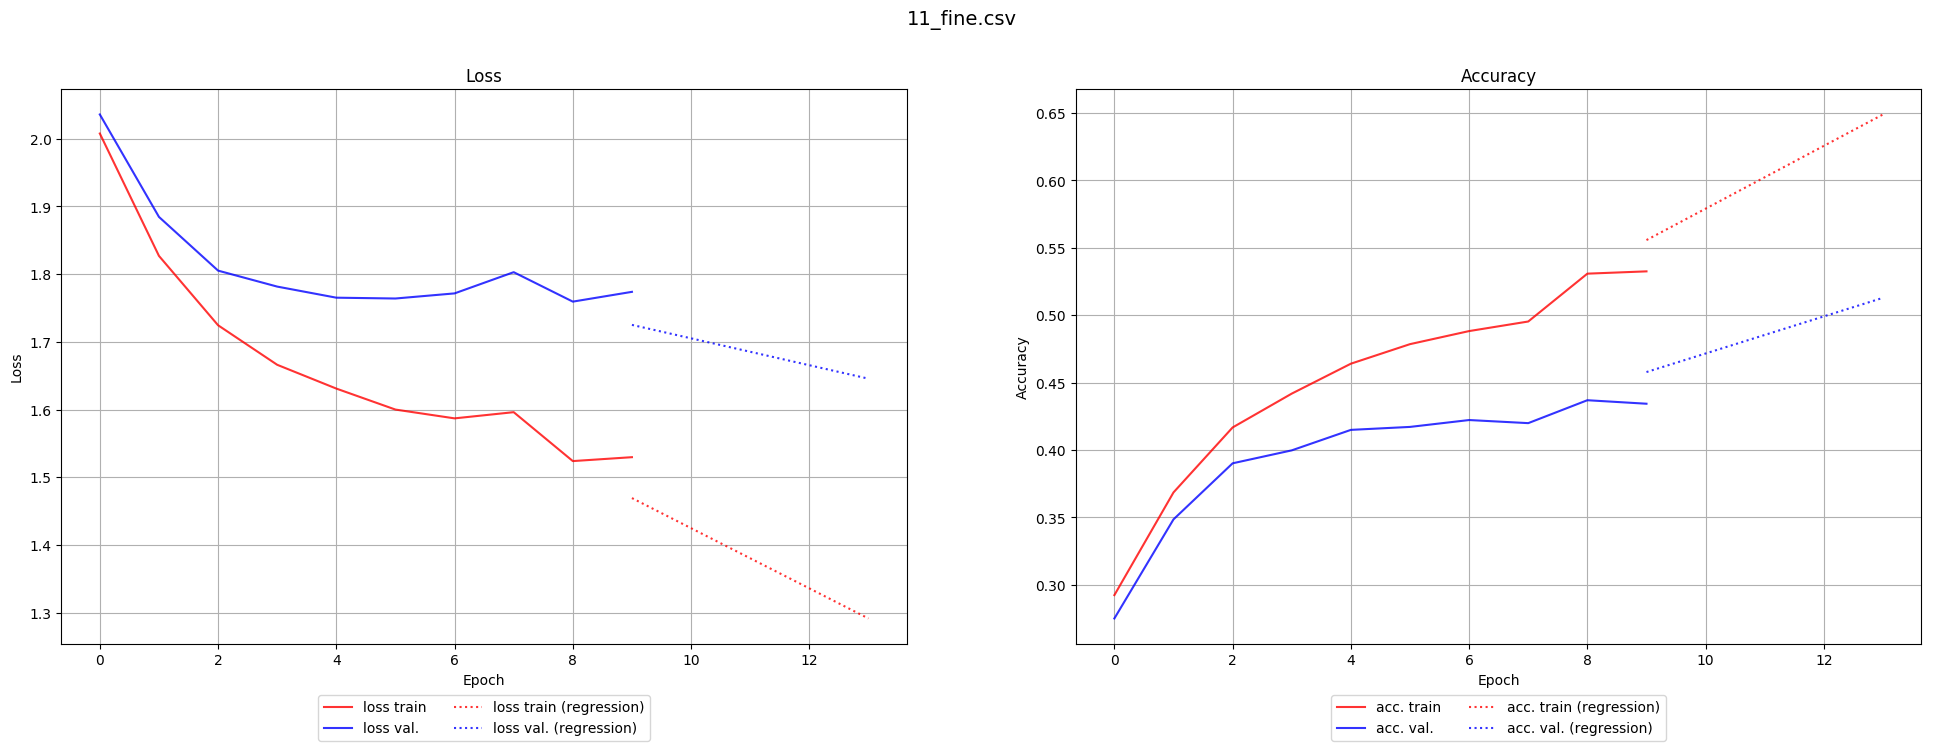 11_fine.csv
Loss
2.0
1.9
1.8
1.7
1.6
1.5
1.4
1.3
Loss
0 2 4 6 8 10 12
Epoch
loss train loss train (regression)
loss val. loss val. (regression)
Accuracy
0.65
0.60
0.55
0.50
0.45
0.40
0.35
0.30
Accuracy
0 2 4 6 8 10 12
Epoch
acc. train acc. train (regression)
acc. val. acc. val. (regression)